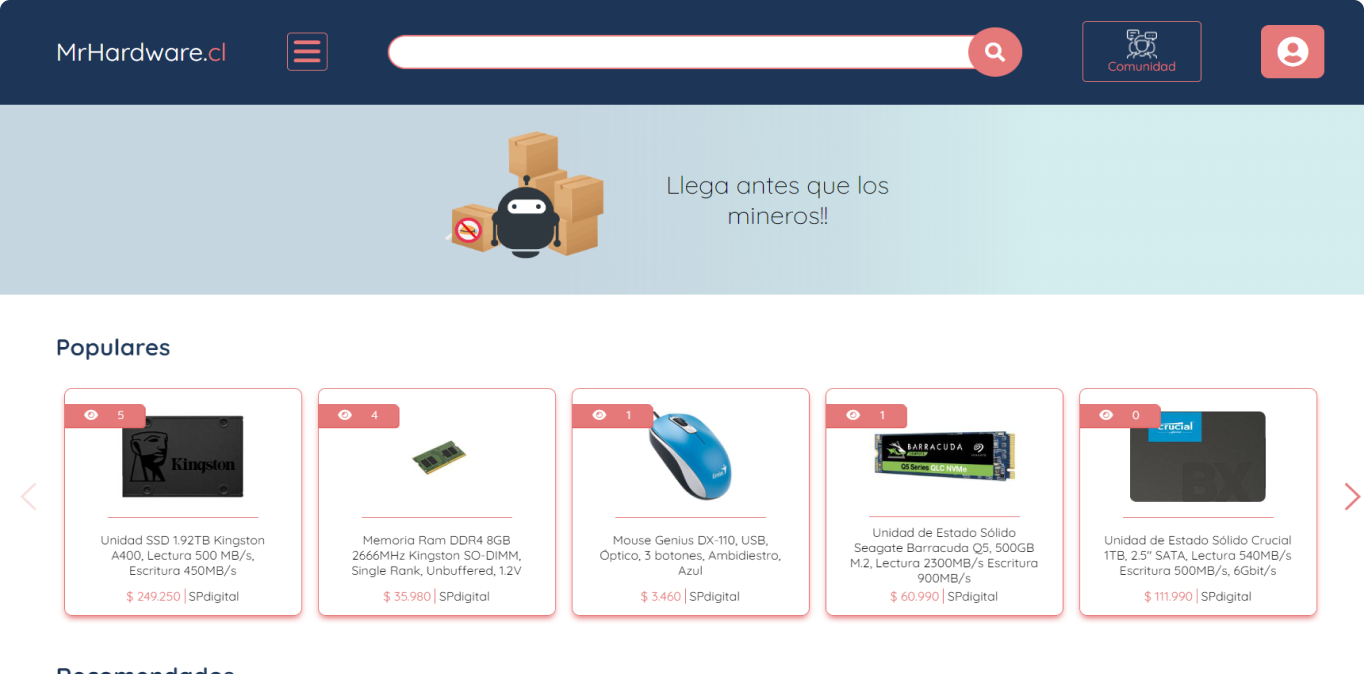 MrHardware.cl
Comunidad
Llega antes que los
mineros!!
Populares
5
4
1
1
0
Kingston
BARRACUDA
SEAGATE
Q5 Series QLC NVMe
Genius
crucial
BX
Unidad SSD 1.92TB Kingston
A400, Lectura 500 MB/s,
Escritura 450MB/s
$ 249.250 | SPdigital
Memoria Ram DDR4 8GB
2666MHz Kingston SO-DIMM,
Single Rank, Unbuffered, 1.2V
$ 35.980 | SPdigital
Mouse Genius DX-110, USB,
Óptico, 3 botones, Ambidiestro,
Azul
$ 3.460 | SPdigital
Unidad de Estado Sólido
Seagate Barracuda Q5, 500GB
M.2, Lectura 2300MB/s Escritura
900MB/s
$ 60.990 | SPdigital
Unidad de Estado Sólido Crucial
1TB, 2.5" SATA, Lectura 540MB/s
Escritura 500MB/s, 6Gbit/s
$ 111.990 | SPdigital
Recomendados